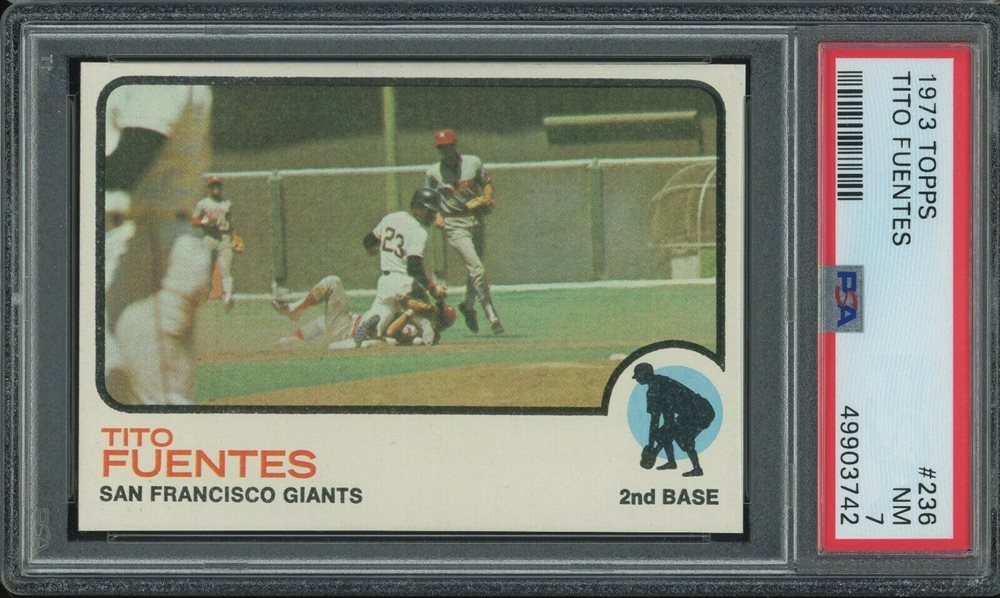 23
TITO
FUENTES
SAN FRANCISCO GIANTS
2nd BASE
1973 TOPPS
TITO FUENTES
PSA
#236
NM 7
49903742